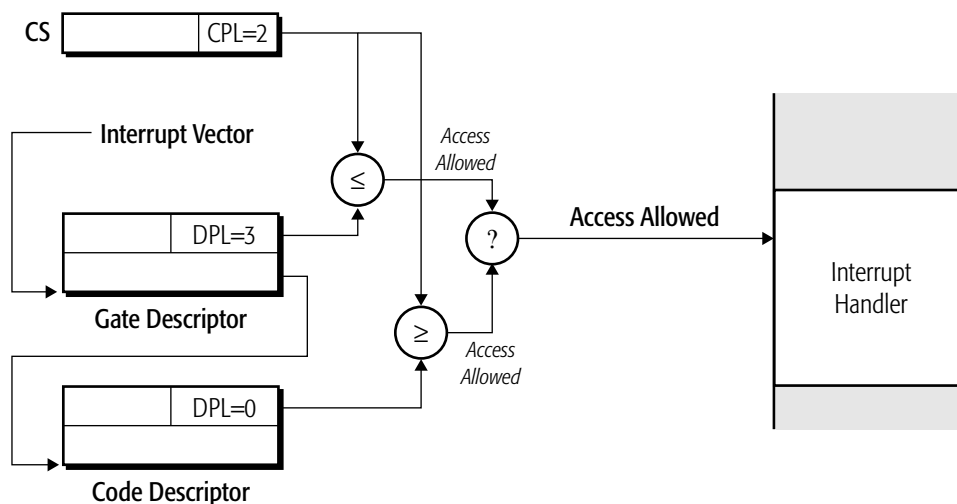 CS
CPL=2
Interrupt Vector
Access
Allowed
≤
DPL=3
?
Access Allowed
Interrupt
Handler
Gate Descriptor
≥
Access
Allowed
DPL=0
Code Descriptor